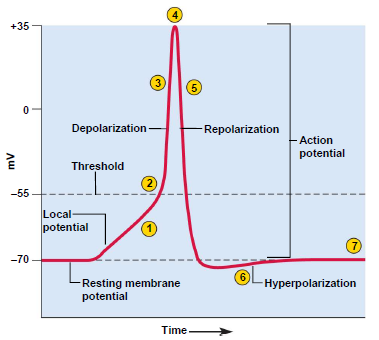 4
+35
3
5
0
Depolarization
Repolarization
Action
potential
mV
Threshold
2
−55
Local
potential
1
7
−70
6
Hyperpolarization
Resting membrane
potential
Time